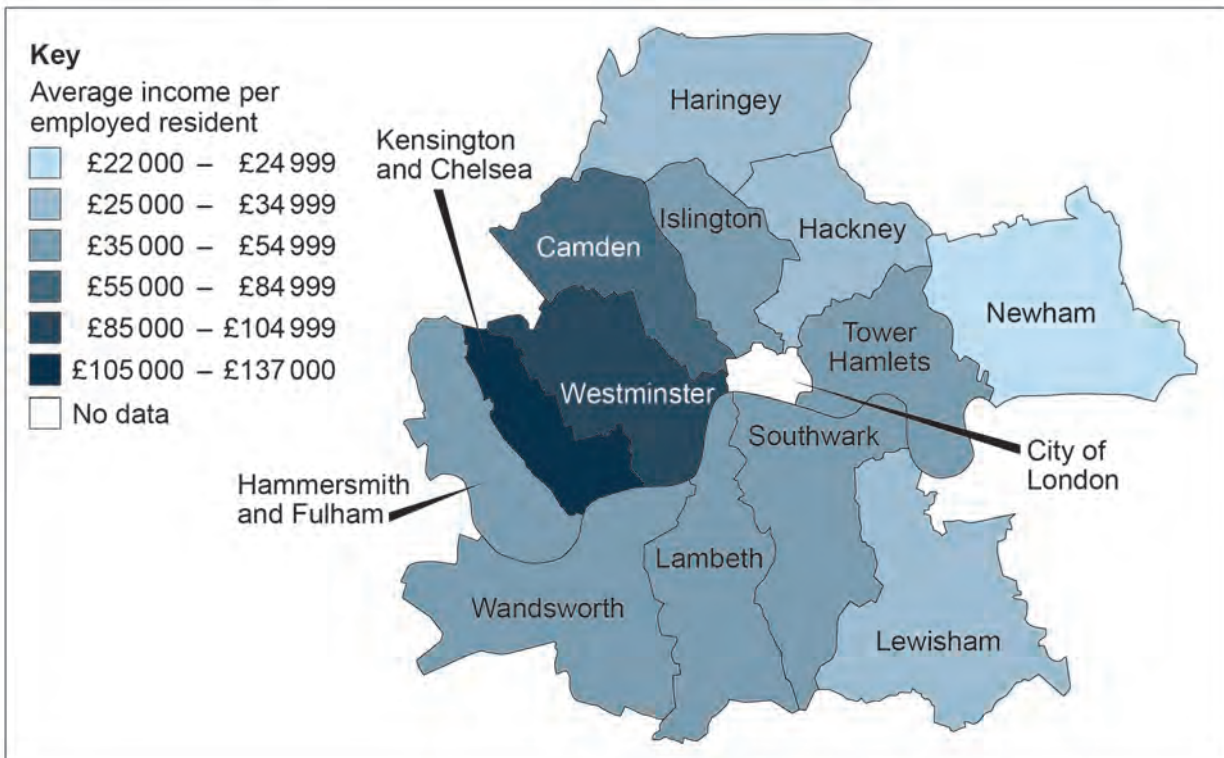 Key
Average income per
employed resident
£22 000 – £24 999
£25 000 – £34 999
£35 000 – £54 999
£55 000 – £84 999
£85 000 – £104 999
£105 000 – £137 000
No data
Kensington
and Chelsea
Haringey
Islington
Hackney
Camden
Newham
Tower
Hamlets
Westminster
Southwark
City of
London
Hammersmith
and Fulham
Lambeth
Wandsworth
Lewisham